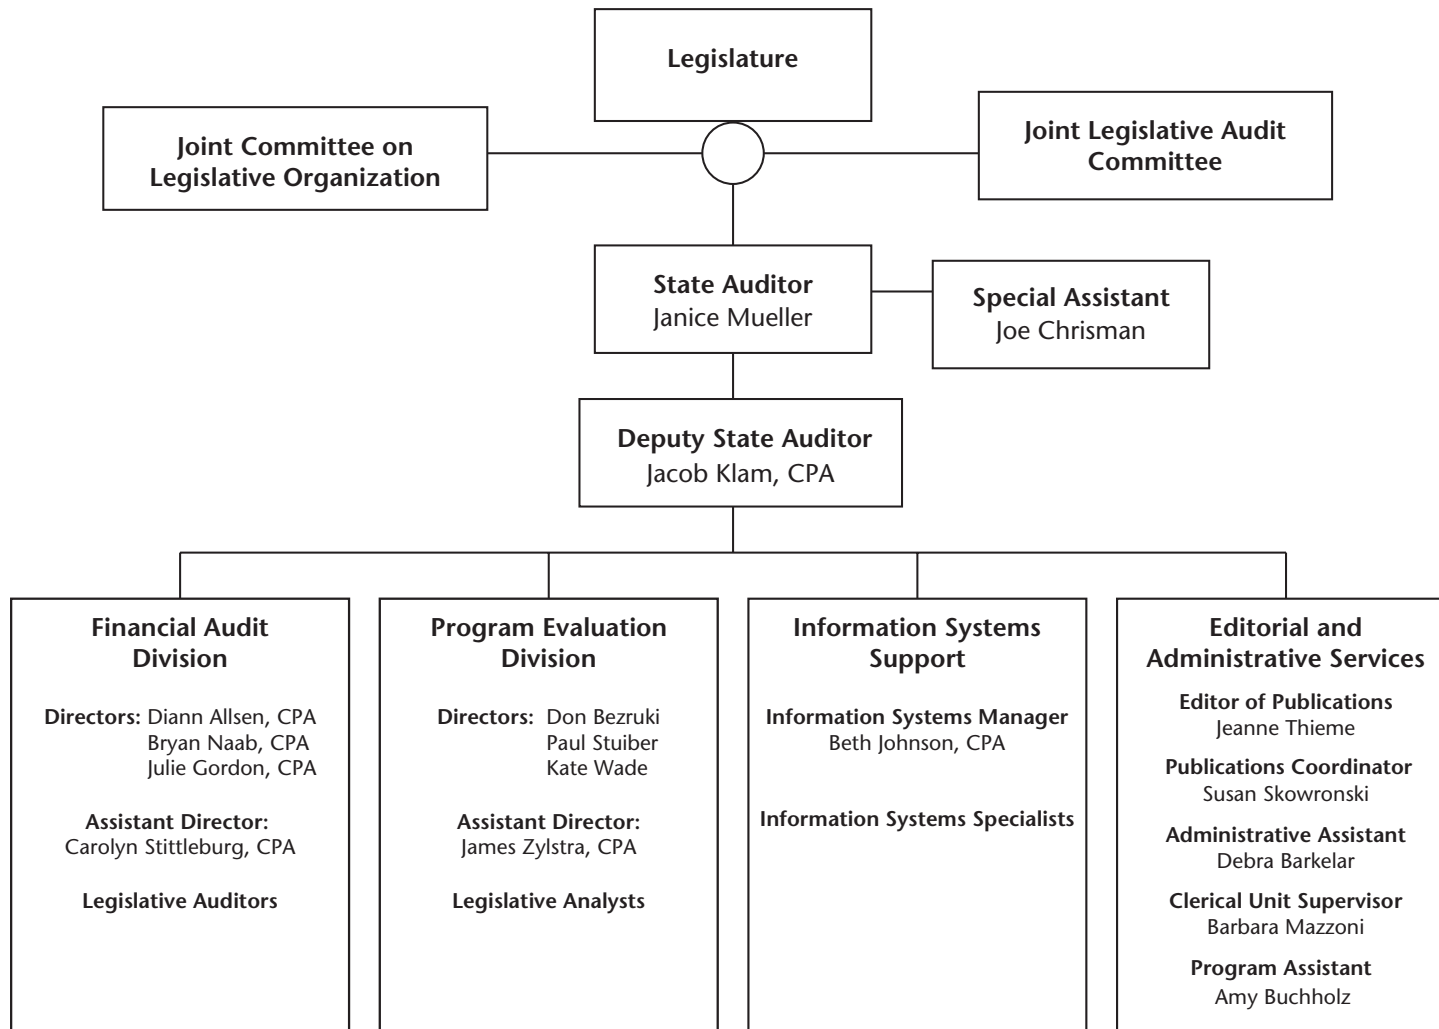 Legislature
Joint Committee on
Legislative Organization
Joint Legislative Audit
Committee
State Auditor
Janice Mueller
Special Assistant
Joe Chrisman
Deputy State Auditor
Jacob Klam, CPA
Financial Audit
Division
Directors: Diann Allsen, CPA
Bryan Naab, CPA
Julie Gordon, CPA
Assistant Director:
Carolyn Stittleburg, CPA
Legislative Auditors
Program Evaluation
Division
Directors: Don Bezruki
Paul Stuiber
Kate Wade
Assistant Director:
James Zylstra, CPA
Legislative Analysts
Information Systems
Support
Information Systems Manager
Beth Johnson, CPA
Information Systems Specialists
Editorial and
Administrative Services
Editor of Publications
Jeanne Thieme
Publications Coordinator
Susan Skowronski
Administrative Assistant
Debra Barkelar
Clerical Unit Supervisor
Barbara Mazzoni
Program Assistant
Amy Buchholz